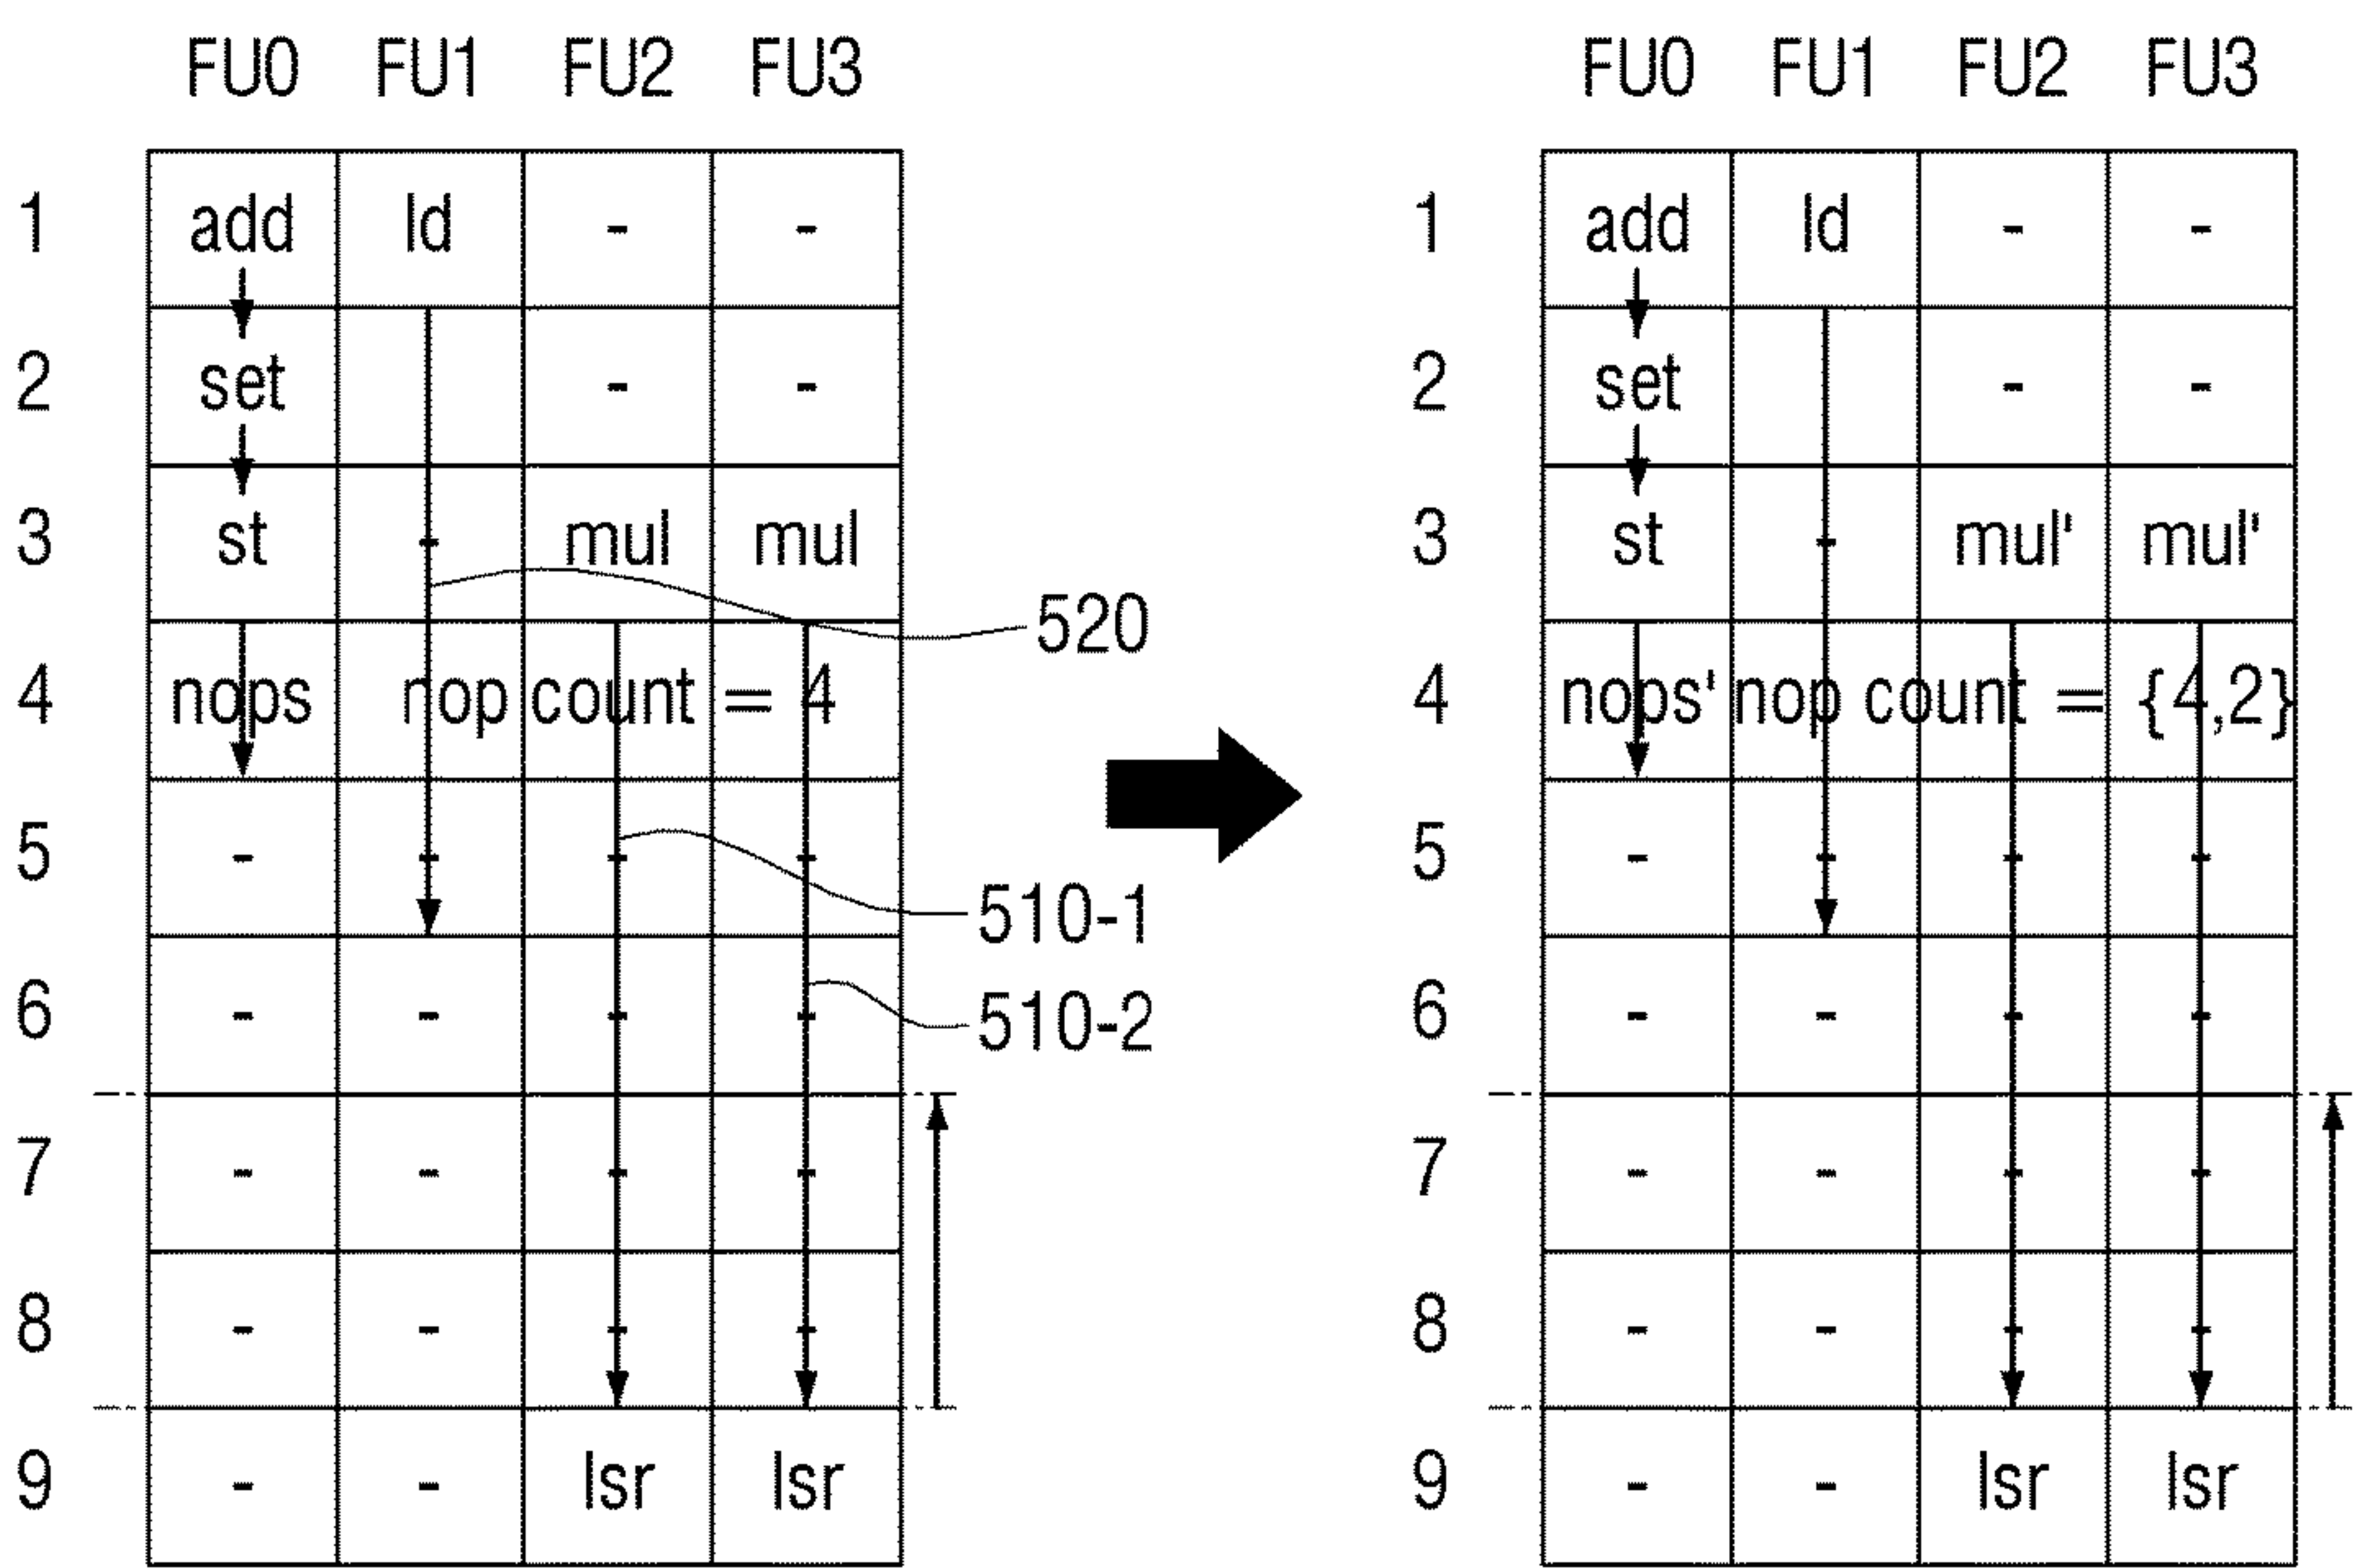 FU0 FU1 FU2 FU3
1 add ld - -
2 set - -
3 st - mul mul
520
4 nops nop count = 4
5 - - - -
510-1
6 - - - -
510-2
7 - - - -
8 - - - -
9 - - lsr lsr
FU0 FU1 FU2 FU3
1 add ld - -
2 set - -
3 st - mul' mul'
4 nops' nop count = {4,2}
5 - - - -
6 - - - -
7 - - - -
8 - - - -
9 - - lsr lsr